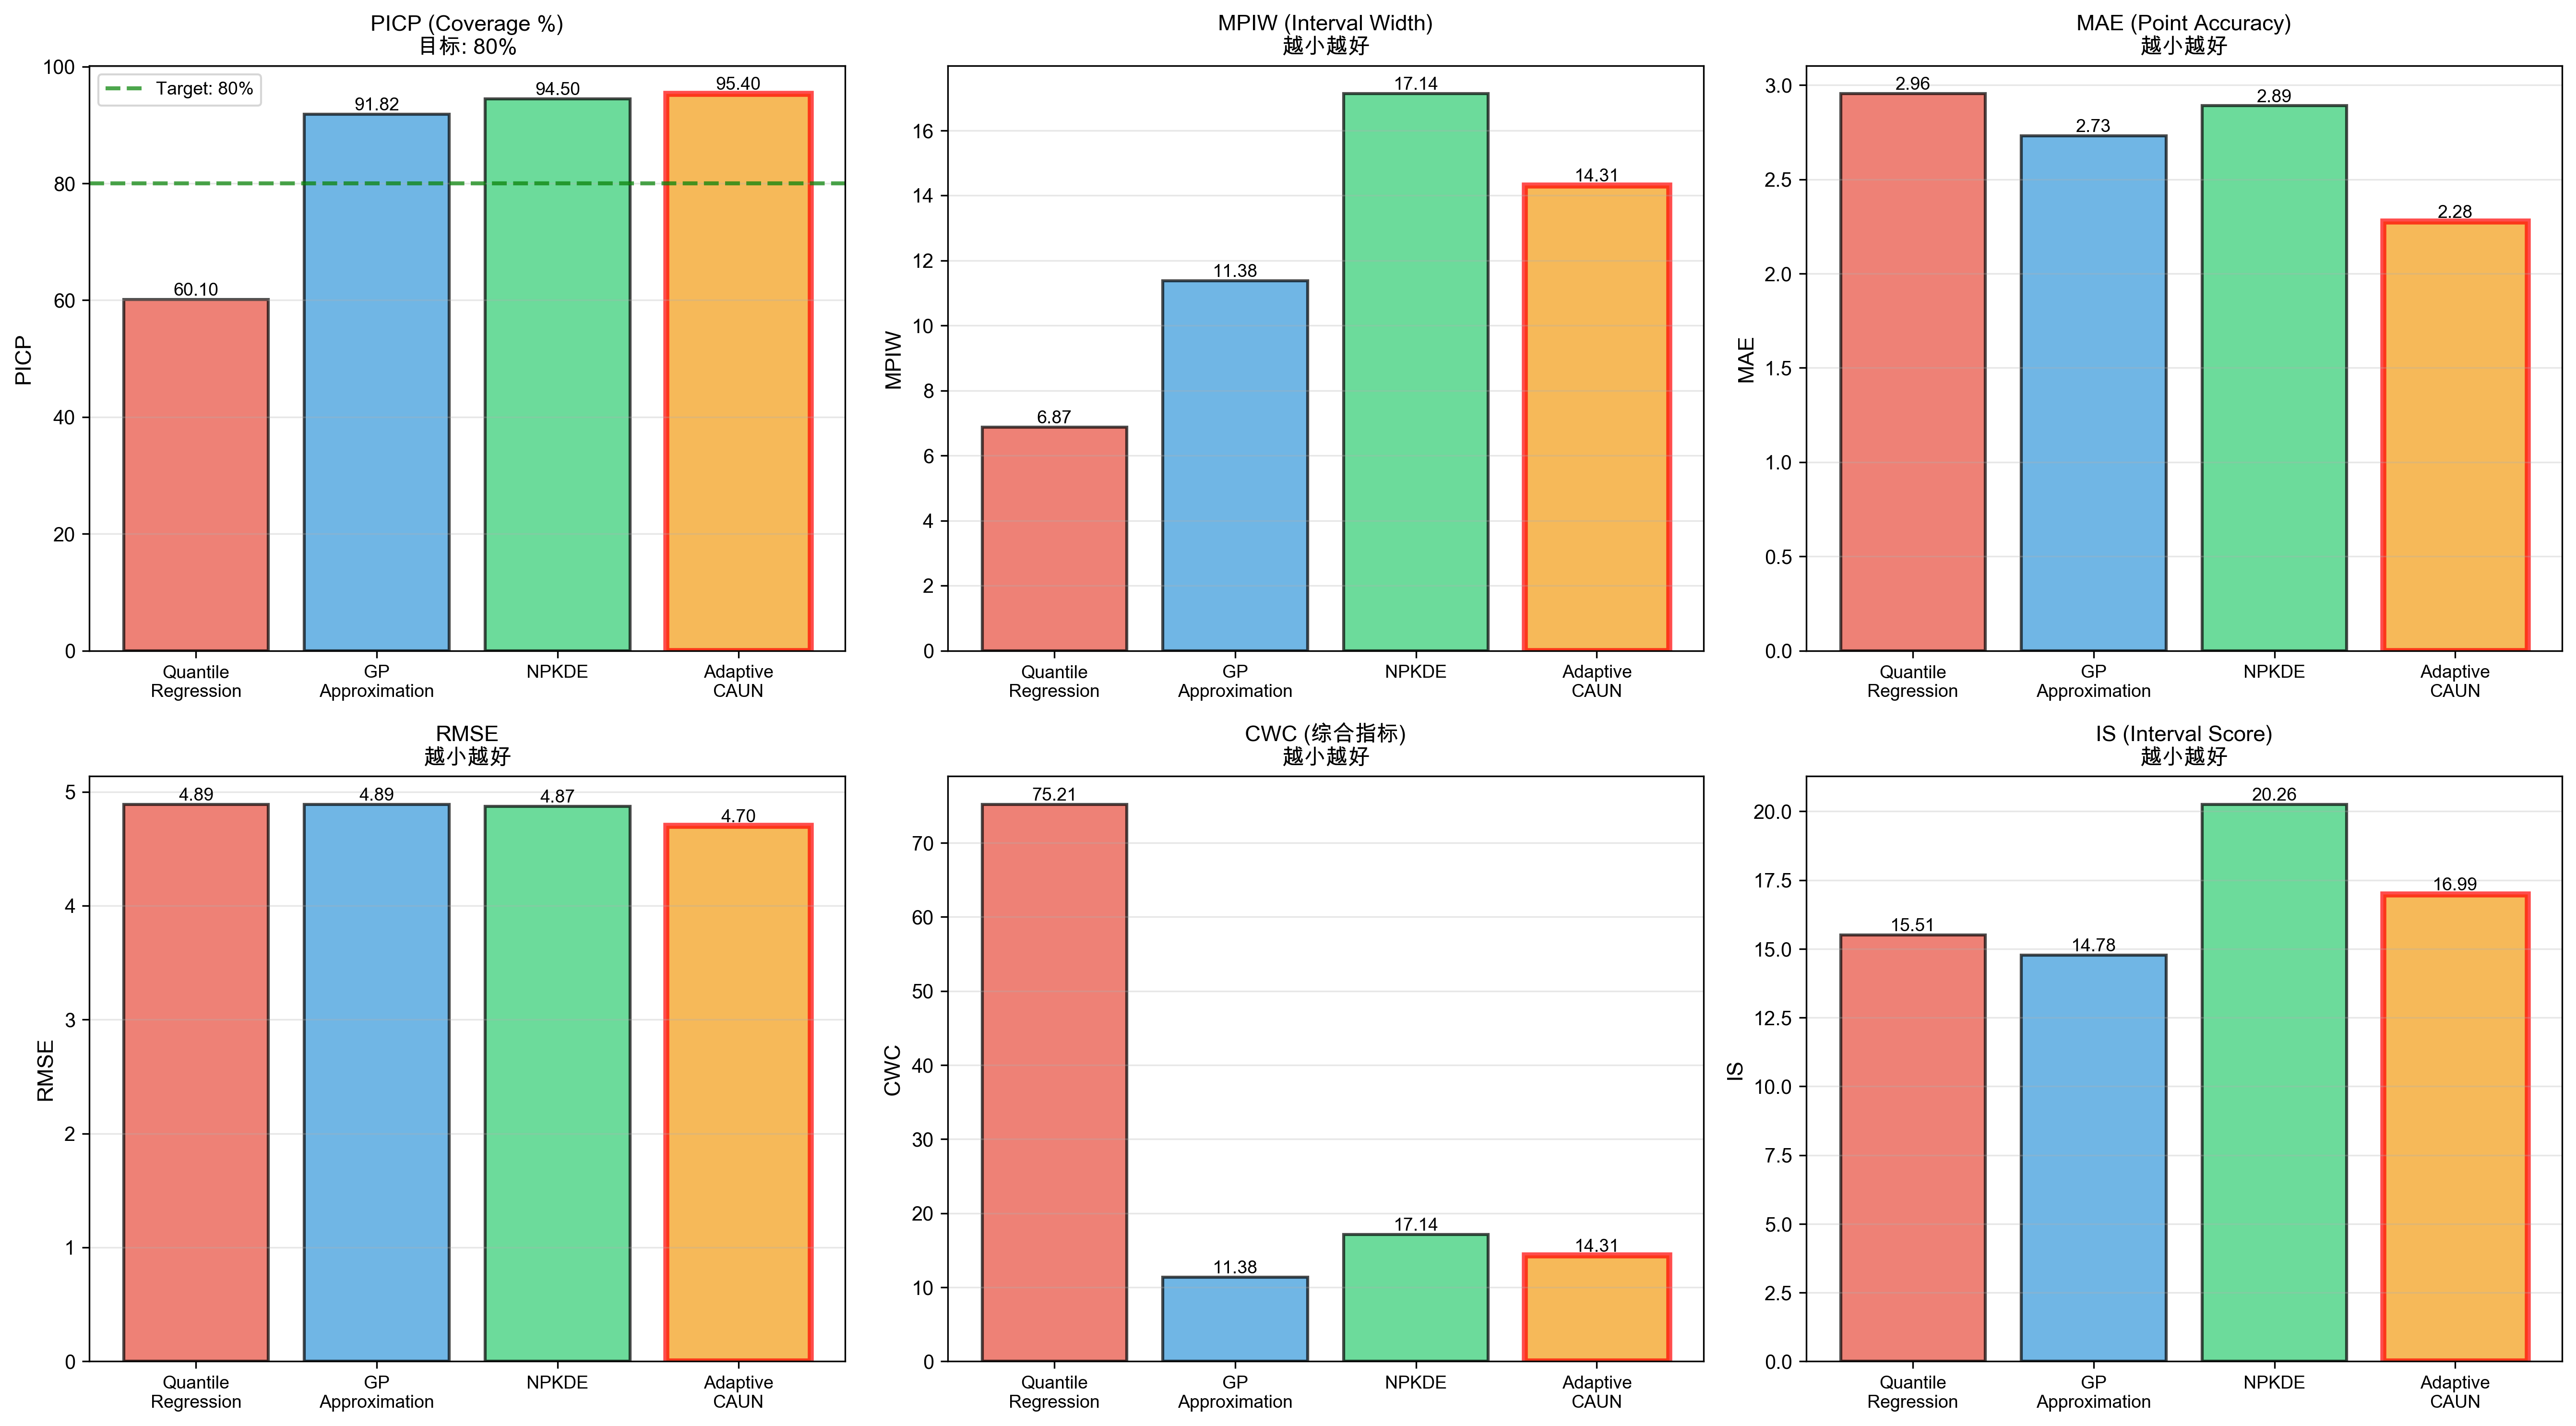 PICP (Coverage %)
目标: 80%
Target: 80%
PICP
100
80
60
40
20
0
60.10
91.82
94.50
95.40
Quantile
Regression
GP
Approximation
NPKDE
Adaptive
CAUN
MPIW (Interval Width)
越小越好
MPIW
16
14
12
10
8
6
4
2
0
6.87
11.38
17.14
14.31
Quantile
Regression
GP
Approximation
NPKDE
Adaptive
CAUN
MAE (Point Accuracy)
越小越好
MAE
3.0
2.5
2.0
1.5
1.0
0.5
0.0
2.96
2.73
2.89
2.28
Quantile
Regression
GP
Approximation
NPKDE
Adaptive
CAUN
RMSE
越小越好
RMSE
5
4
3
2
1
0
4.89
4.89
4.87
4.70
Quantile
Regression
GP
Approximation
NPKDE
Adaptive
CAUN
CWC (综合指标)
越小越好
CWC
70
60
50
40
30
20
10
0
75.21
11.38
17.14
14.31
Quantile
Regression
GP
Approximation
NPKDE
Adaptive
CAUN
IS (Interval Score)
越小越好
IS
20.0
17.5
15.0
12.5
10.0
7.5
5.0
2.5
0.0
15.51
14.78
20.26
16.99
Quantile
Regression
GP
Approximation
NPKDE
Adaptive
CAUN